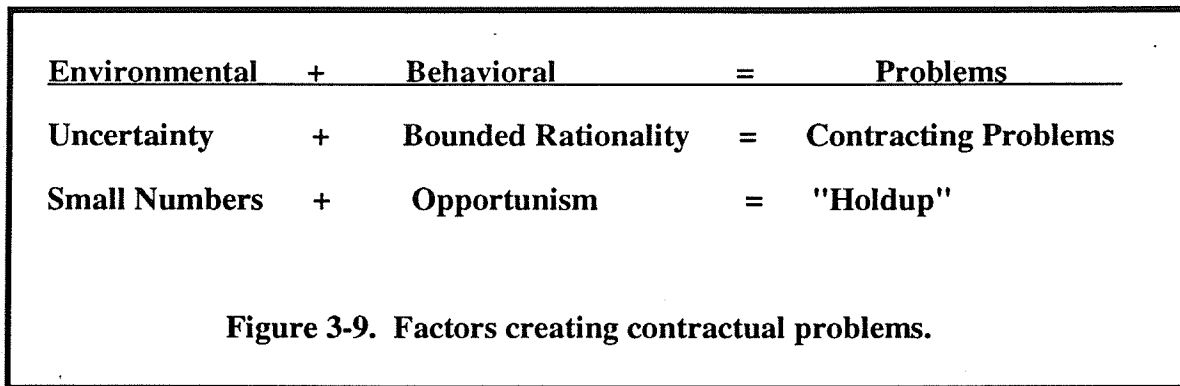 Environmental + Behavioral = Problems
Uncertainty + Bounded Rationality = Contracting Problems
Small Numbers + Opportunism = "Holdup"
Figure 3-9. Factors creating contractual problems.